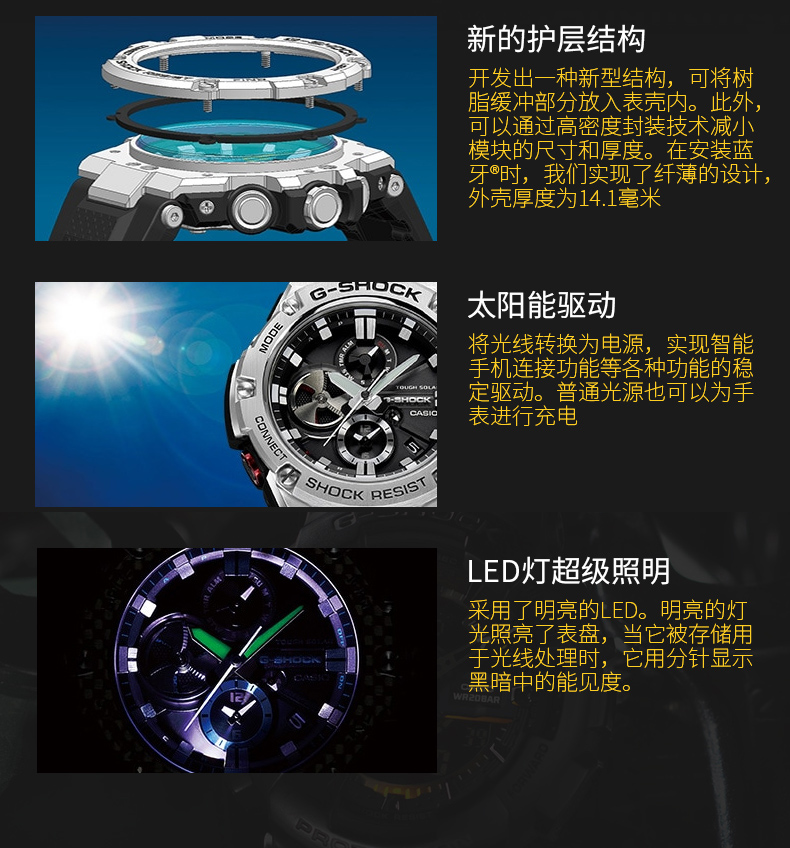 MODE
G-SHOCK
新的护层结构
开发出一种新型结构，可将树
脂缓冲部分放入表壳内。此外，
可以通过高密度封装技术减小
模块的尺寸和厚度。在安装蓝
牙®时，我们实现了纤薄的设计，
外壳厚度为14.1毫米
G-SHOCK
MODE
TOUGH SOLA
G-SHOCK
CASIO
CONNECT
SHOCK RESIST
太阳能驱动
将光线转换为电源，实现智能
手机连接功能等各种功能的稳
定驱动。普通光源也可以为手
表进行充电
G-SHOCK
CASIO
12
LED灯超级照明
采用了明亮的LED。明亮的灯
光照亮了表盘，当它被存储用
于光线处理时，它用分针显示
黑暗中的能见度。
WR20BAR